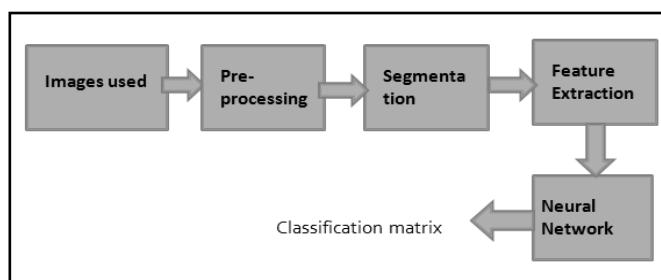 Images used
Pre-
processing
Segmenta
tion
Feature
Extraction
Neural
Network
Classification matrix